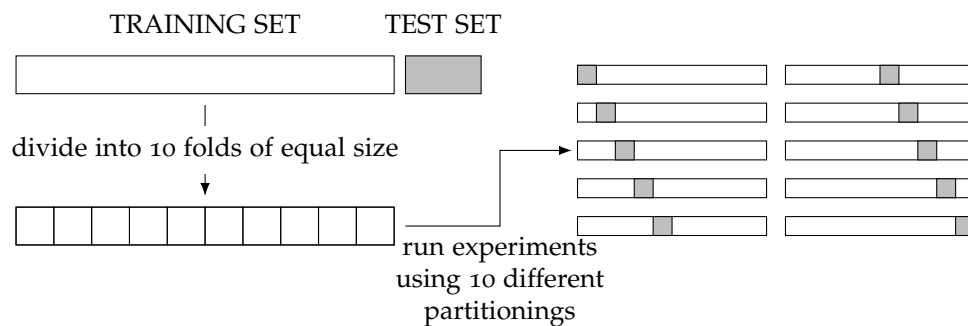 TRAINING SET
TEST SET
divide into 10 folds of equal size
run experiments
using 10 different
partitionings